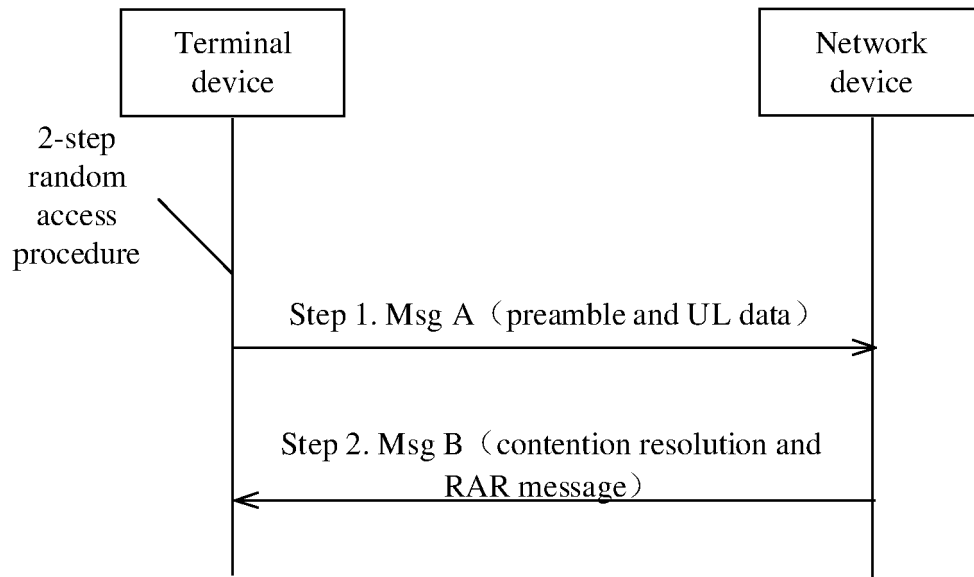 Terminal
device
Network
device
2-step
random
access
procedure
Step 1. Msg A（preamble and UL data）
Step 2. Msg B（contention resolution and
RAR message）